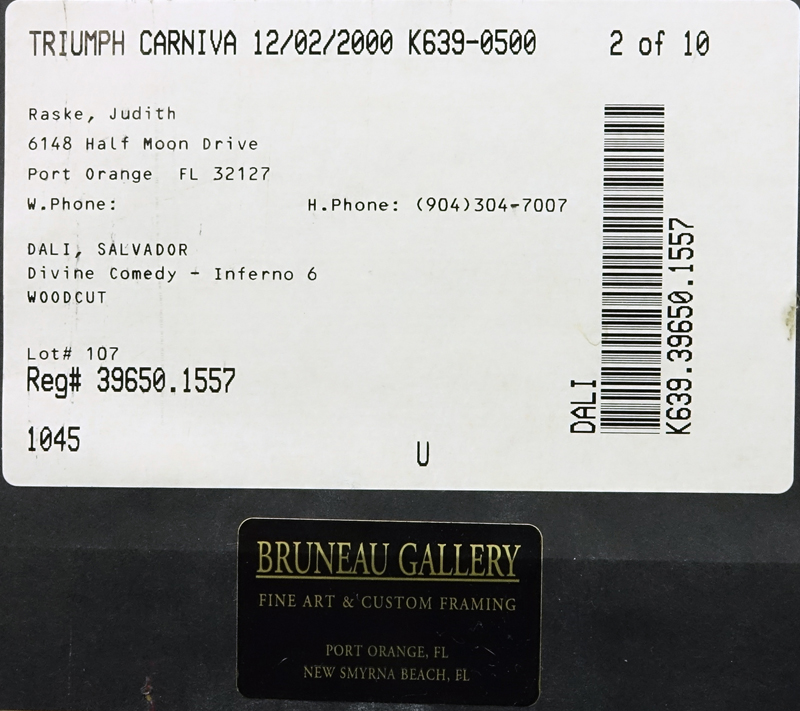 TRIUMPH CARNIVA 12/02/2000 K639-0500 2 of 10
Raske, Judith
6148 Half Moon Drive
Port Orange FL 32127
W.Phone: H.Phone: (904)304-7007
DALI, SALVADOR
Divine Comedy - Inferno 6
WOODCUT
Lot# 107
Reg# 39650.1557
1045
U
DALI
K639.39650.1557
BRUNEAU GALLERY
FINE ART & CUSTOM FRAMING
PORT ORANGE, FL
NEW SMYRNA BEACH, FL